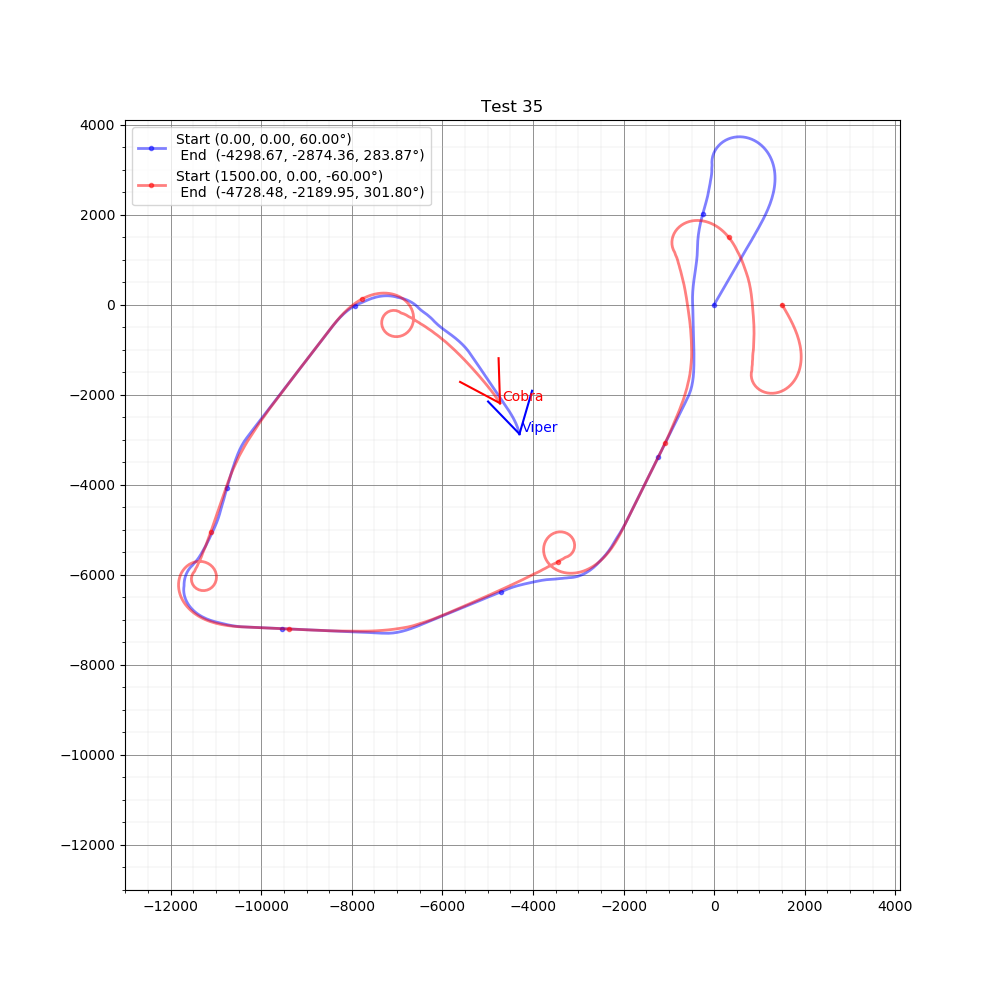 Test 35
Start (0.00, 0.00, 60.00°)
End (-4298.67, -2874.36, 283.87°)
Start (1500.00, 0.00, -60.00°)
End (-4728.48, -2189.95, 301.80°)
4000
2000
0
−2000
−4000
−6000
−8000
−10000
−12000
Cobra
Viper
−12000 −10000 −8000 −6000 −4000 −2000 0 2000 4000